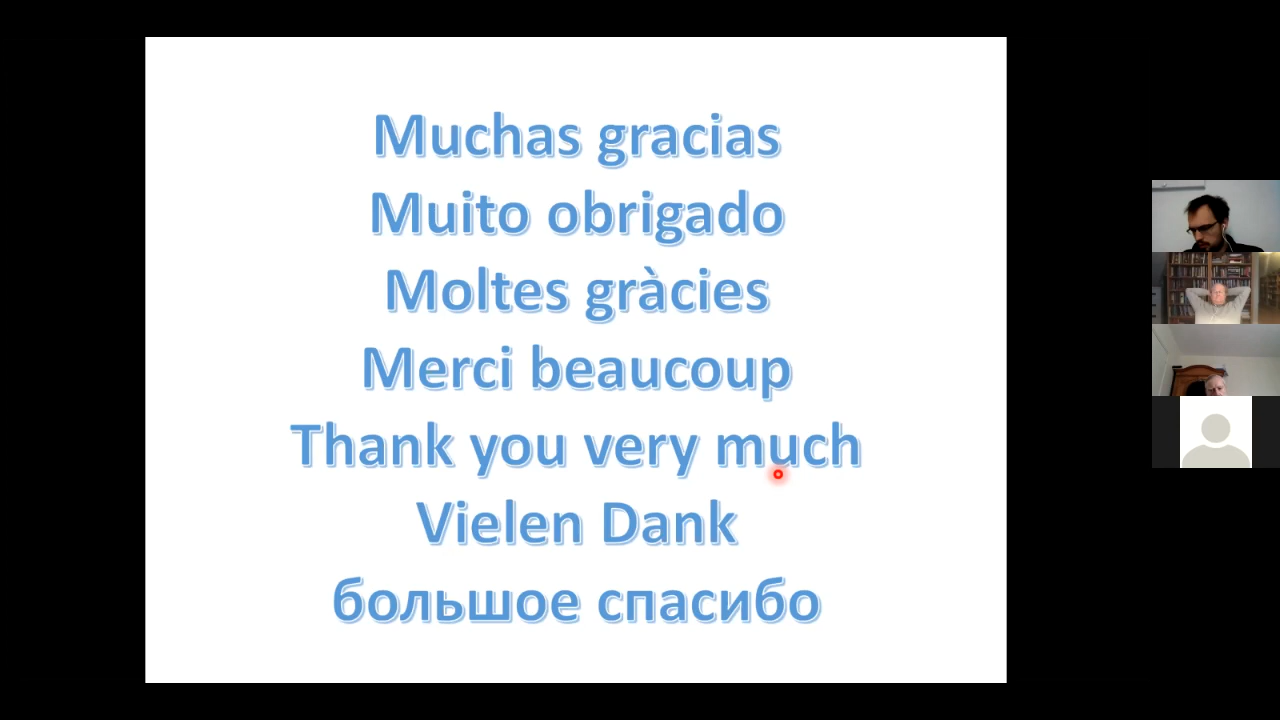 Muchas gracias
Muito obrigado
Moltes gràcies
Merci beaucoup
Thank you very much
Vielen Dank
большое спасибо